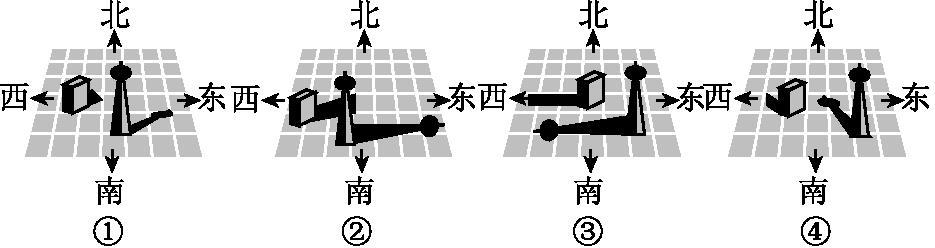 北 北 北 北
西 东 西 东 西 东 西 东
南 南 南 南
① ② ③ ④